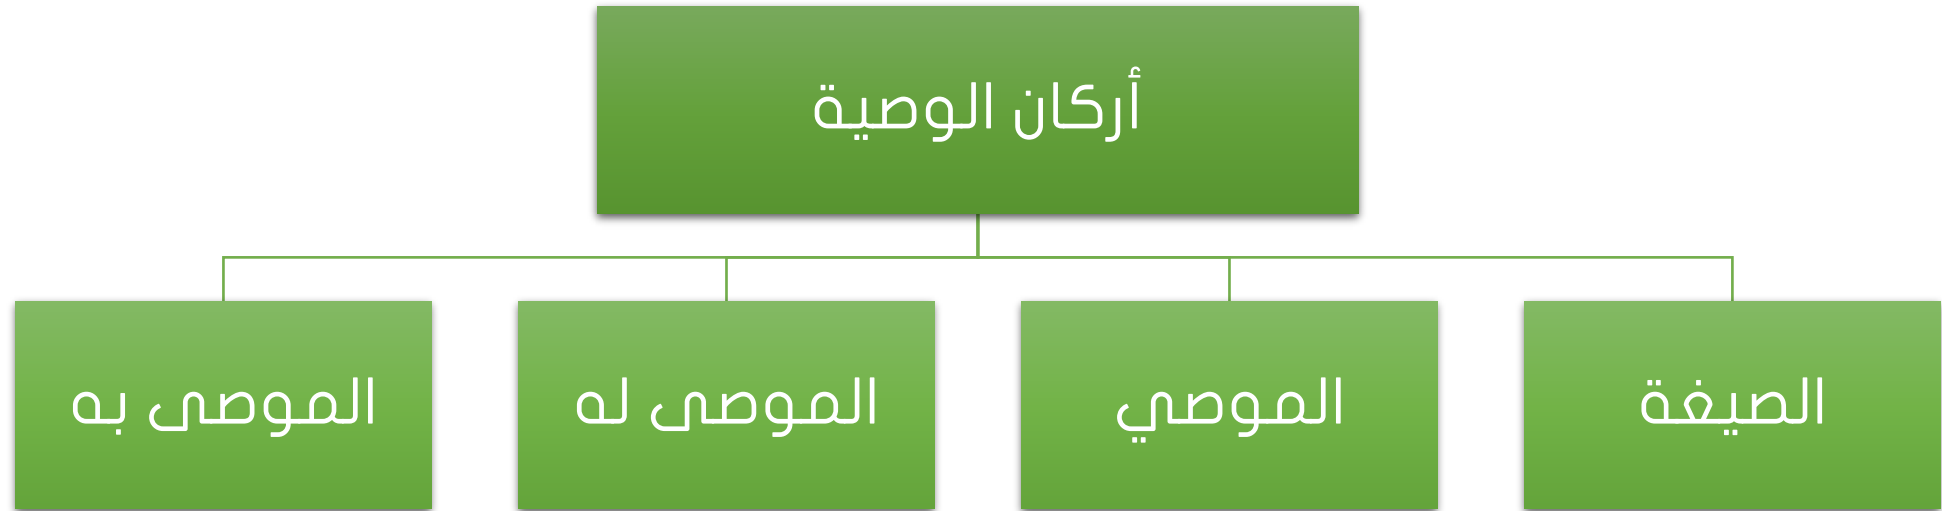 أركان الوصية
الصيغة
الموصي
الموصى له
الموصى به